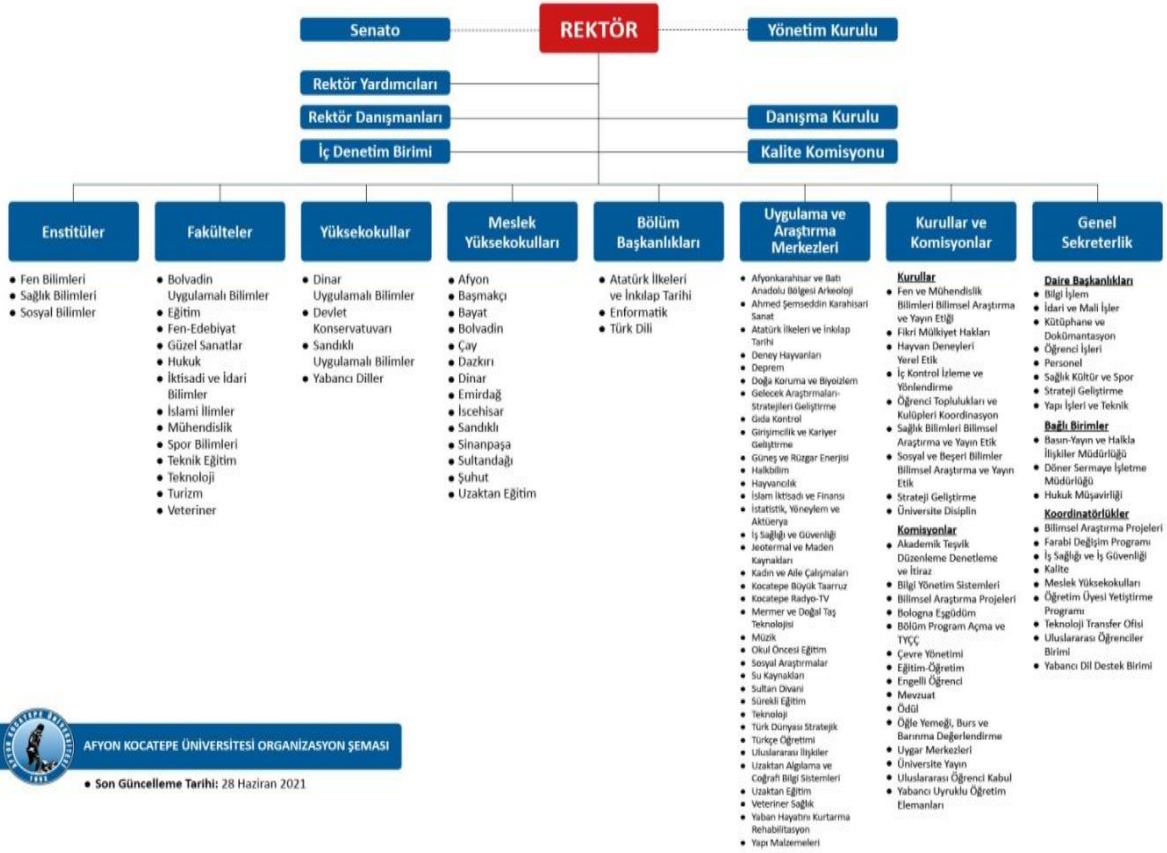 Senato
REKTÖR
Yönetim Kurulu
Rektör Yardımcıları
Rektör Danışmanları
Danışma Kurulu
İç Denetim Birimi
Kalite Komisyonu
Enstitüler
● Fen Bilimleri
● Sağlık Bilimleri
● Sosyal Bilimler
Fakülteler
● Bolvadin
Uygulamalı Bilimler
● Eğitim
● Fen-Edebiyat
● Güzel Sanatlar
● Hukuk
● İktisadi ve İdari
Bilimler
● İslami İlimler
● Mühendislik
● Spor Bilimleri
● Teknik Eğitim
● Teknoloji
● Turizm
● Veteriner
Yüksekokullar
● Dinar
Uygulamalı Bilimler
● Devlet
Konservatuvarı
● Sandıklı
Uygulamalı Bilimler
● Yabancı Diller
Meslek
Yüksekokulları
● Afyon
● Başmakçı
● Bayat
● Bolvadin
● Çay
● Dazkırı
● Dinar
● Emirdağ
● İscehisar
● Sandıklı
● Sinanpaşa
● Sultandağı
● Şuhut
● Uzaktan Eğitim
Bölüm
Başkanlıkları
● Atatürk İlkeleri
ve İnkılap Tarihi
● Enformatik
● Türk Dili
Uygulama ve
Araştırma
Merkezleri
● Afyonkarahisar ve Batı
Anadolu Bölgesi Arkeoloji
● Ahmed Şemseddin Karahisari
Sanat
● Atatürk İlkeleri ve İnkılap
Tarihi
● Deney Hayvanları
● Deprem
● Doğa Koruma ve Biyoizlem
● Gelecek Araştırmaları-
Stratejileri Geliştirme
● Gıda Kontrol
● Girişimcilik ve Kariyer
Geliştirme
● Güneş ve Rüzgar Enerjisi
● Halkbilim
● Hayvancılık
● İslam İktisadı ve Finansı
● İstatistik, Yöneylem ve
Aktüerya
● İş Sağlığı ve Güvenliği
● Jeotermal ve Maden
Kaynakları
● Kadın ve Aile Çalışmaları
● Kocatepe Büyük Taarruz
● Kocatepe Radyo-TV
● Mermer ve Doğal Taş
Teknolojisi
● Müzik
● Okul Öncesi Eğitim
● Sosyal Araştırmalar
● Su Kaynakları
● Sultan Divani
● Sürekli Eğitim
● Teknoloji
● Türk Dünyası Stratejik
● Türkçe Öğretimi
● Uluslararası İlişkiler
● Uzaktan Algılama ve
Coğrafi Bilgi Sistemleri
● Uzaktan Eğitim
● Veteriner Sağlık
● Yaban Hayatını Kurtarma
Rehabilitasyon
● Yapı Malzemeleri
Kurullar ve
Komisyonlar
Kurullar
● Fen ve Mühendislik
Bilimleri Bilimsel Araştırma
ve Yayın Etiği
● Fikri Mülkiyet Hakları
● Hayvan Deneyleri
Yerel Etik
● İç Kontrol İzleme ve
Yönlendirme
● Öğrenci Toplulukları ve
Kulüpleri Koordinasyon
● Sağlık Bilimleri Bilimsel
Araştırma ve Yayın Etik
● Sosyal ve Beşeri Bilimler
Bilimsel Araştırma ve Yayın
Etik
● Strateji Geliştirme
● Üniversite Disiplin
Komisyonlar
● Akademik Teşvik
Düzenleme Denetleme
ve İtiraz
● Bilgi Yönetim Sistemleri
● Bilimsel Araştırma Projeleri
● Bologna Eşgüdüm
● Bölüm Program Açma ve
TYÇÇ
● Çevre Yönetimi
● Eğitim-Öğretim
● Engelli Öğrenci
● Mevzuat
● Ödül
● Öğle Yemeği, Burs ve
Barınma Değerlendirme
● Uygar Merkezleri
● Üniversite Yayın
● Uluslararası Öğrenci Kabul
● Yabancı Uyruklu Öğretim
Elemanları
Genel
Sekreterlik
Daire Başkanlıkları
● Bilgi İşlem
● İdari ve Mali İşler
● Kütüphane ve
Dokümantasyon
● Öğrenci İşleri
● Personel
● Sağlık Kültür ve Spor
● Strateji Geliştirme
● Yapı İşleri ve Teknik
Bağlı Birimler
● Basın-Yayın ve Halkla
İlişkiler Müdürlüğü
● Döner Sermaye İşletme
Müdürlüğü
● Hukuk Müşavirliği
Koordinatörlükler
● Bilimsel Araştırma Projeleri
● Farabi Değişim Programı
● İş Sağlığı ve İş Güvenliği
● Kalite
● Meslek Yüksekokulları
● Öğretim Üyesi Yetiştirme
Programı
● Teknoloji Transfer Ofisi
● Uluslararası Öğrenciler
Birimi
● Yabancı Dil Destek Birimi
AFYON KOCATEPE ÜNİVERSİTESİ
1992
AFYON KOCATEPE ÜNİVERSİTESİ ORGANİZASYON ŞEMASI
● Son Güncelleme Tarihi: 28 Haziran 2021